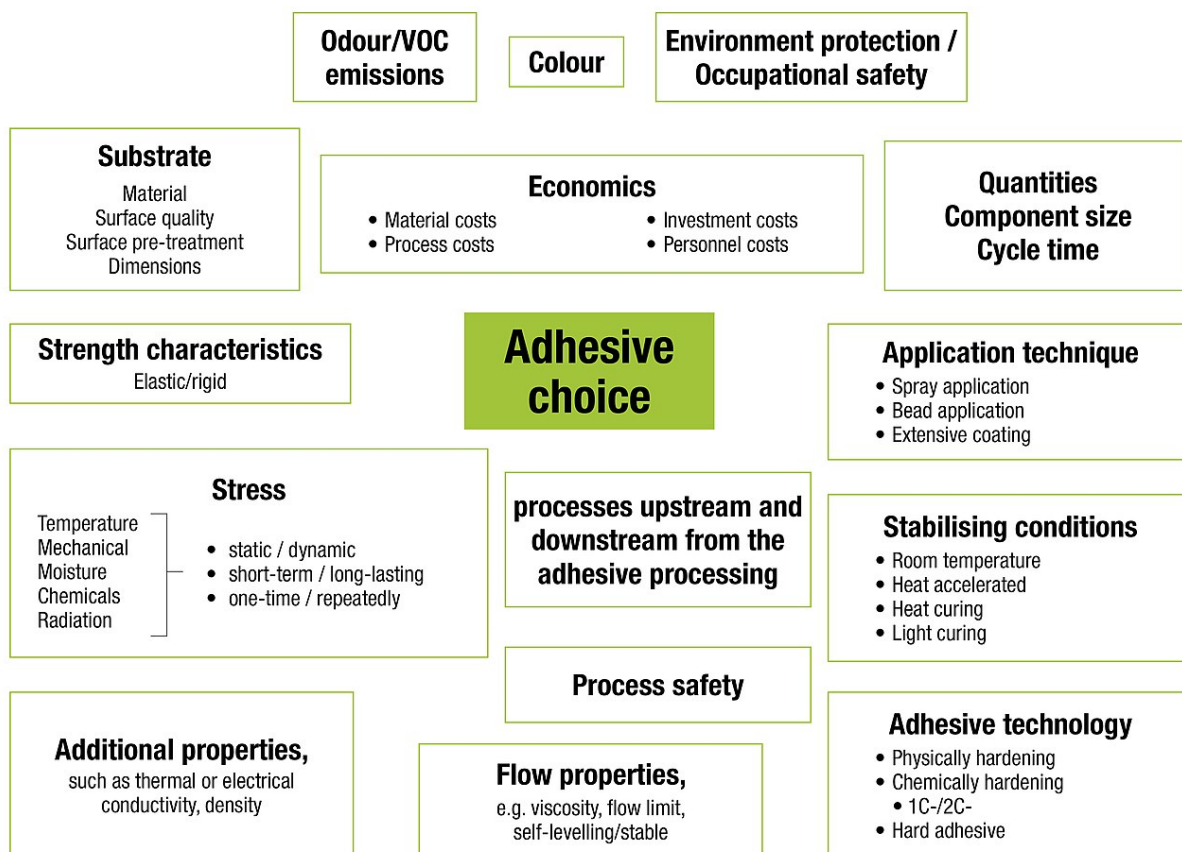 Odour/VOC
emissions
Colour
Environment protection /
Occupational safety
Substrate
Material
Surface quality
Surface pre-treatment
Dimensions
Economics
• Material costs
• Process costs
• Investment costs
• Personnel costs
Quantities
Component size
Cycle time
Strength characteristics
Elastic/rigid
Adhesive
choice
Application technique
• Spray application
• Bead application
• Extensive coating
Stress
Temperature
Mechanical
Moisture
Chemicals
Radiation
• static / dynamic
• short-term / long-lasting
• one-time / repeatedly
processes upstream and
downstream from the
adhesive processing
Stabilising conditions
• Room temperature
• Heat accelerated
• Heat curing
• Light curing
Process safety
Additional properties,
such as thermal or electrical
conductivity, density
Flow properties,
e.g. viscosity, flow limit,
self-levelling/stable
Adhesive technology
• Physically hardening
• Chemically hardening
• 1C-/2C-
• Hard adhesive